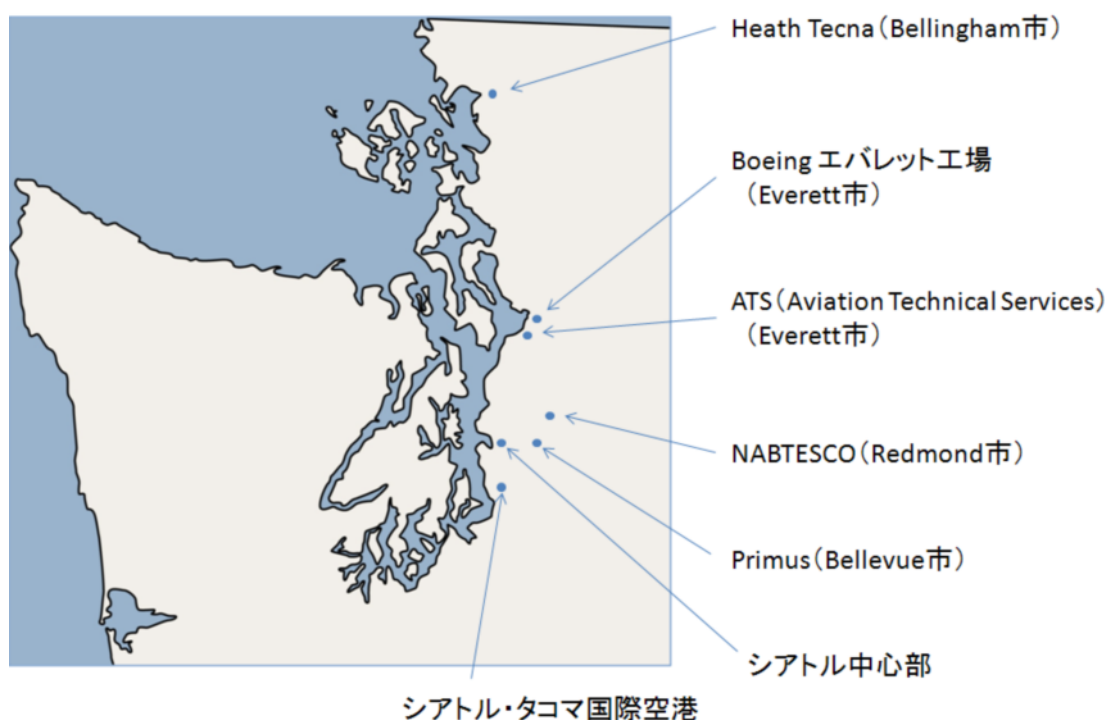 Heath Tecna（Bellingham市）
Boeing エバレット工場
（Everett市）
ATS（Aviation Technical Services）
（Everett市）
NABTESCO（Redmond市）
Primus（Bellevue市）
シアトル中心部
シアトル・タコマ国際空港